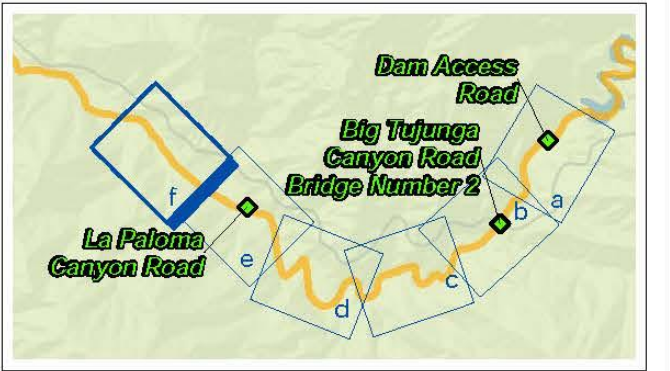 Dam Access
Road
Big Tujunga
Canyon Road
Bridge Number 2
a
b
f
La Paloma
Canyon Road
e
c
d